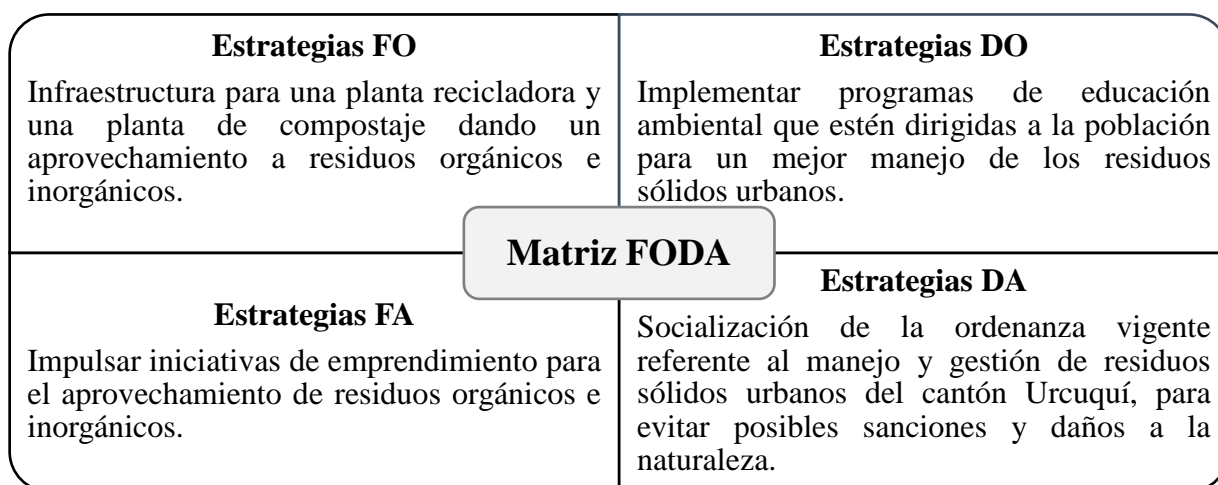 Estrategias FO
Infraestructura para una planta recicladora y
una planta de compostaje dando un
aprovechamiento a residuos orgánicos e
inorgánicos.
Estrategias DO
Implementar programas de educación
ambiental que estén dirigidas a la población
para un mejor manejo de los residuos
sólidos urbanos.
Matriz FODA
Estrategias FA
Impulsar iniciativas de emprendimiento para
el aprovechamiento de residuos orgánicos e
inorgánicos.
Estrategias DA
Socialización de la ordenanza vigente
referente al manejo y gestión de residuos
sólidos urbanos del cantón Urcuquí, para
evitar posibles sanciones y daños a la
naturaleza.